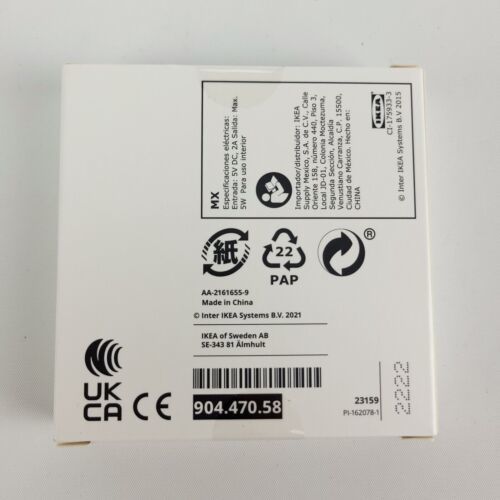 MX
Especificaciones eléctricas:
Entrada: 5V DC, 2A Salida: Max.
5W Para uso interior
Importador/distribuidor: IKEA
Supply Mexico, S.A. de C.V., Calle
Oriente 158, número 440, Piso 3,
Local JD-01, Colonia Moctezuma,
Segunda Sección, Alcaldía
Venustiano Carranza, C.P. 15500,
Ciudad de México. Hecho en:
CHINA
IKEA
CI-175933-3
© Inter IKEA Systems B.V 2015
紙
22
PAP
®
AA-2161655-9
Made in China
© Inter IKEA Systems B.V. 2021
IKEA of Sweden AB
SE-343 81 Älmhult
UK
CA
CE
904.470.58
23159
PI-162078-1
2222